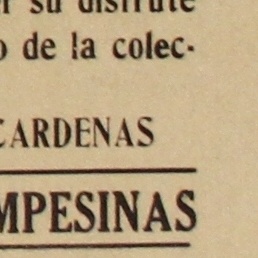 su disfrute
de la colec-
CARDENAS
MPESINAS